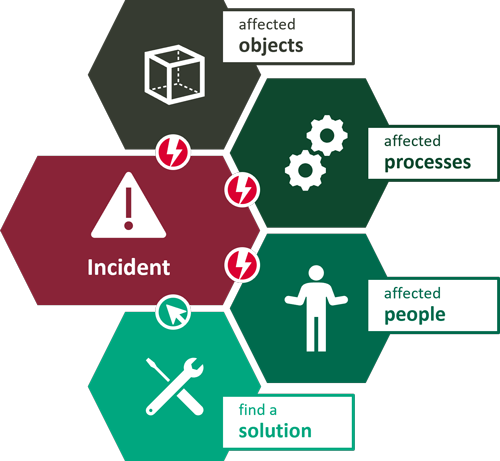 affected
objects
affected
processes
Incident
affected
people
find a
solution